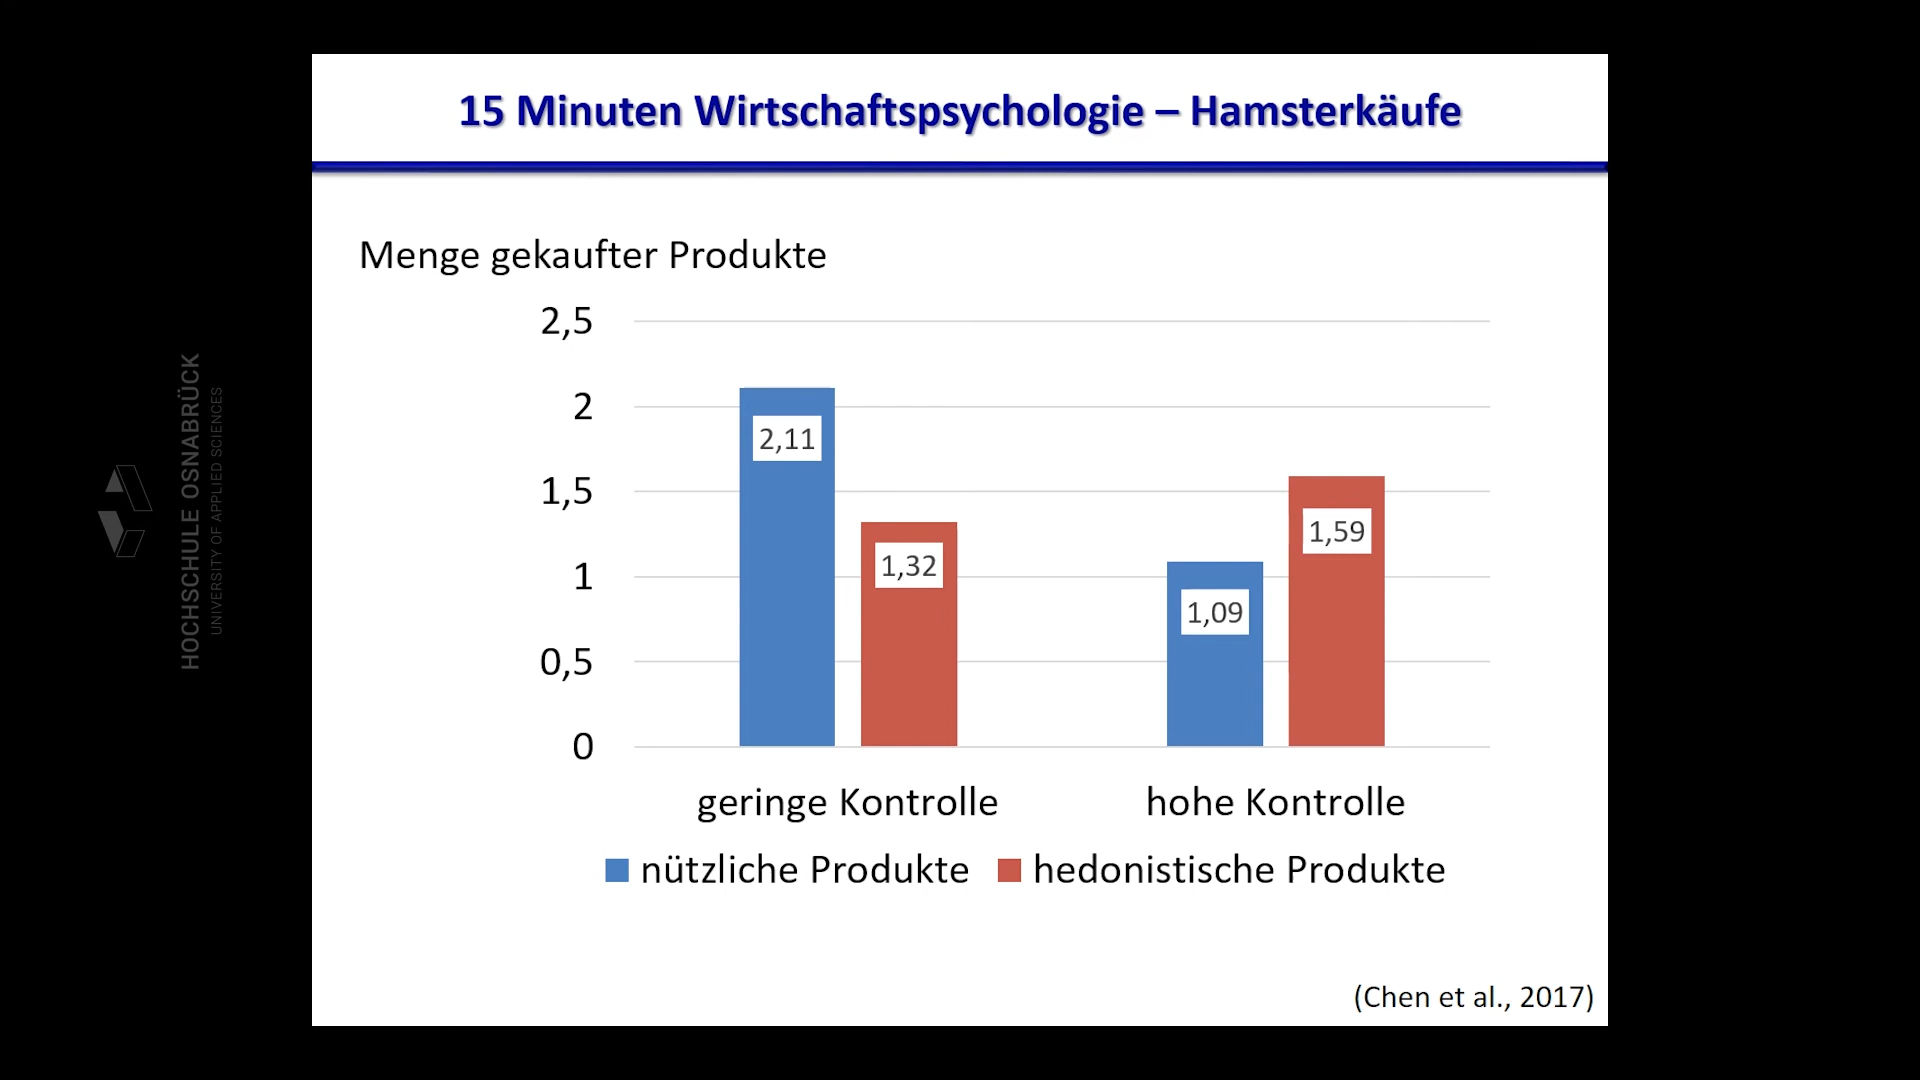 15 Minuten Wirtschaftspsychologie – Hamsterkäufe
Menge gekaufter Produkte
2,5
2
1,5
1
0,5
0
2,11
1,32
1,09
1,59
geringe Kontrolle
hohe Kontrolle
nützliche Produkte
hedonistische Produkte
(Chen et al., 2017)
HOCHSCHULE OSNABRÜCK
UNIVERSITY OF APPLIED SCIENCES